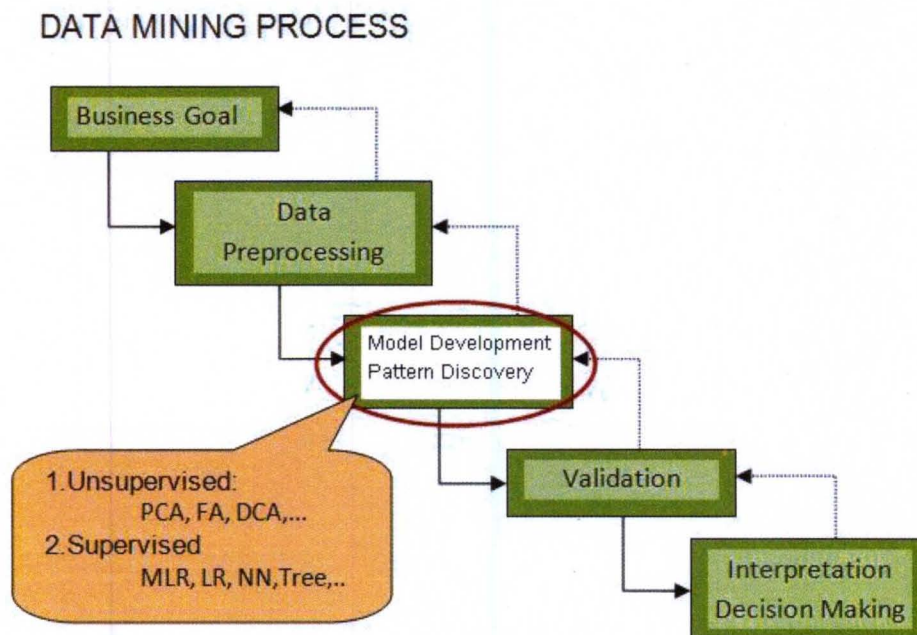 DATA MINING PROCESS
Business Goal
Data
Preprocessing
Model Development
Pattern Discovery
1.Unsupervised:
PCA, FA, DCA,...
2.Supervised
MLR, LR, NN,Tree,..
Validation
Interpretation
Decision Making